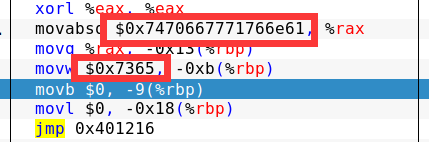 xorl %eax, %eax
movabsq $0x7470667771766e61, %rax
movq %rax, -0x13(%rbp)
movw $0x7365, -0xb(%rbp)
movb $0, -9(%rbp)
movl $0, -0x18(%rbp)
jmp 0x401216